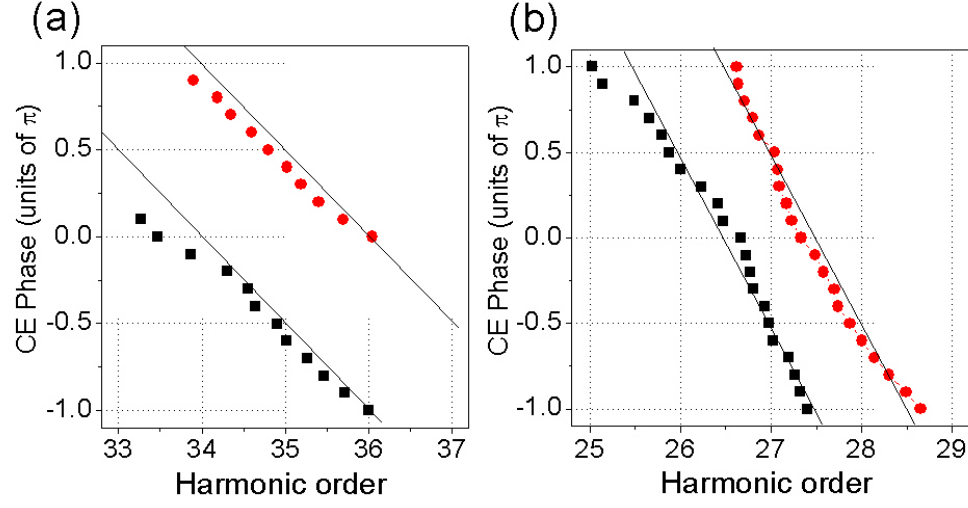 (a)
CE Phase (units of π)
1.0
0.5
0.0
-0.5
-1.0
33 34 35 36 37
Harmonic order
(b)
CE Phase (units of π)
1.0
0.5
0.0
-0.5
-1.0
25 26 27 28 29
Harmonic order